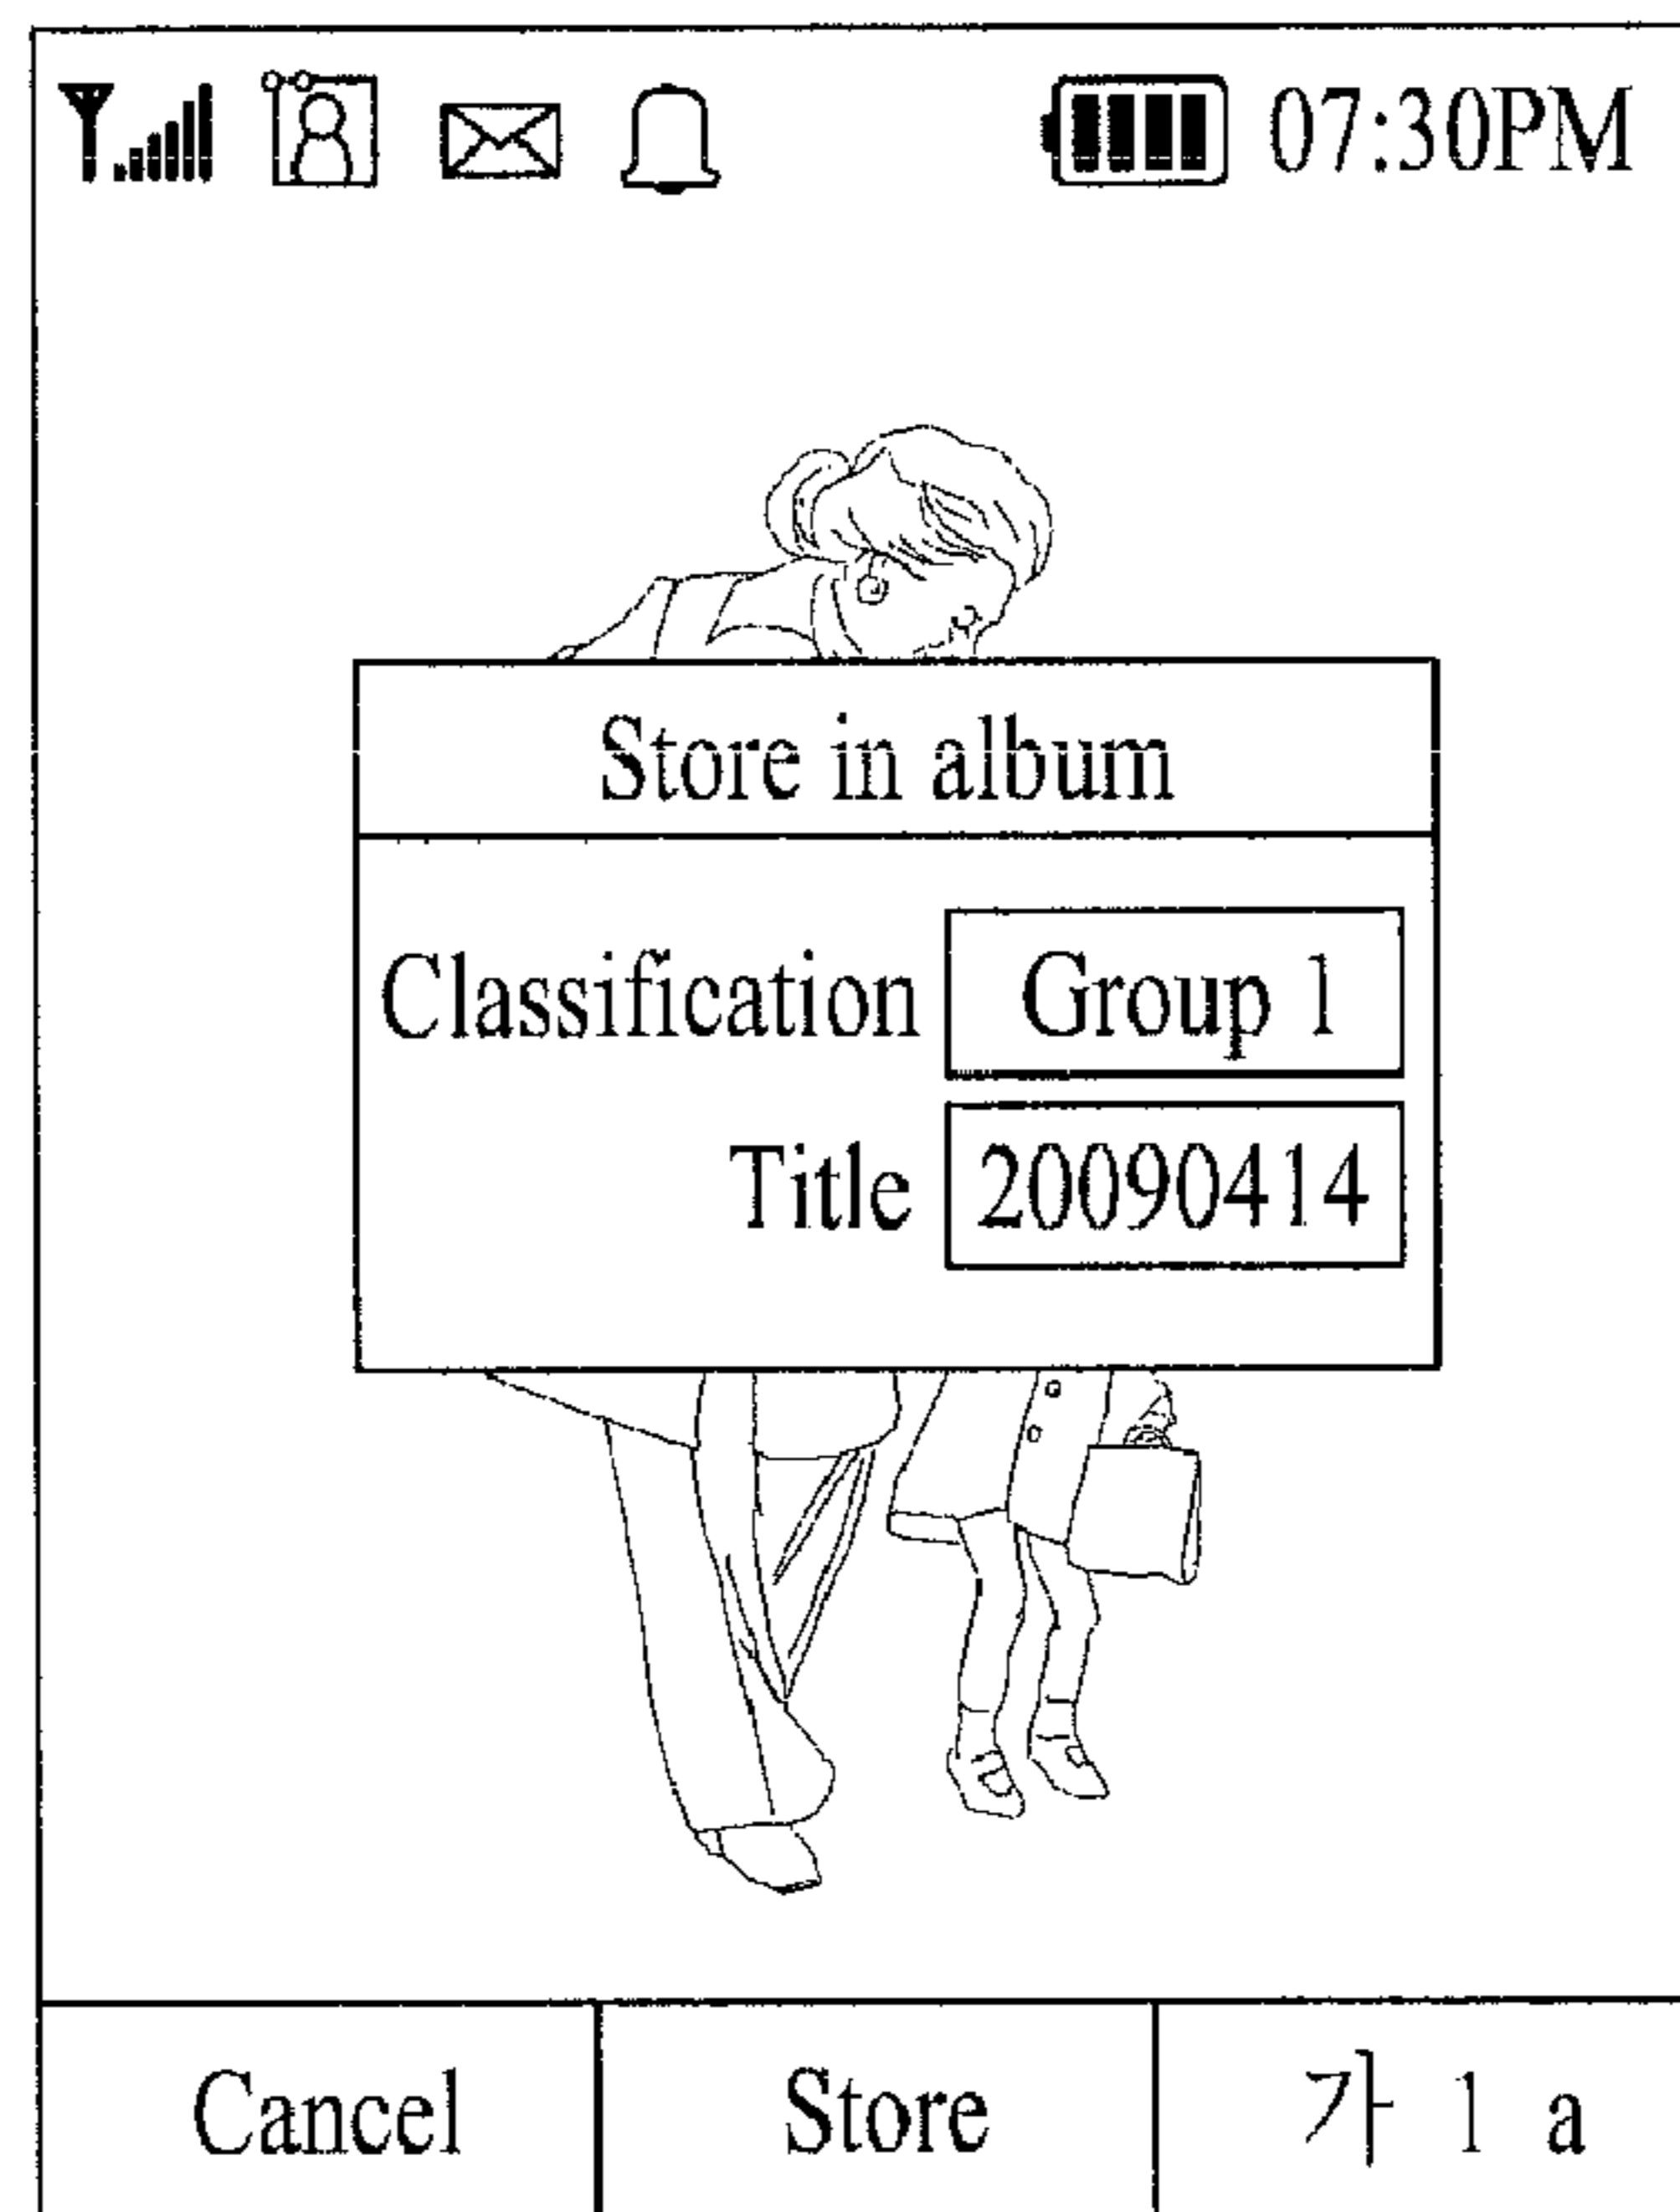 07:30PM
Store in album
Classification Group 1
Title 20090414
Cancel Store 가 1 a